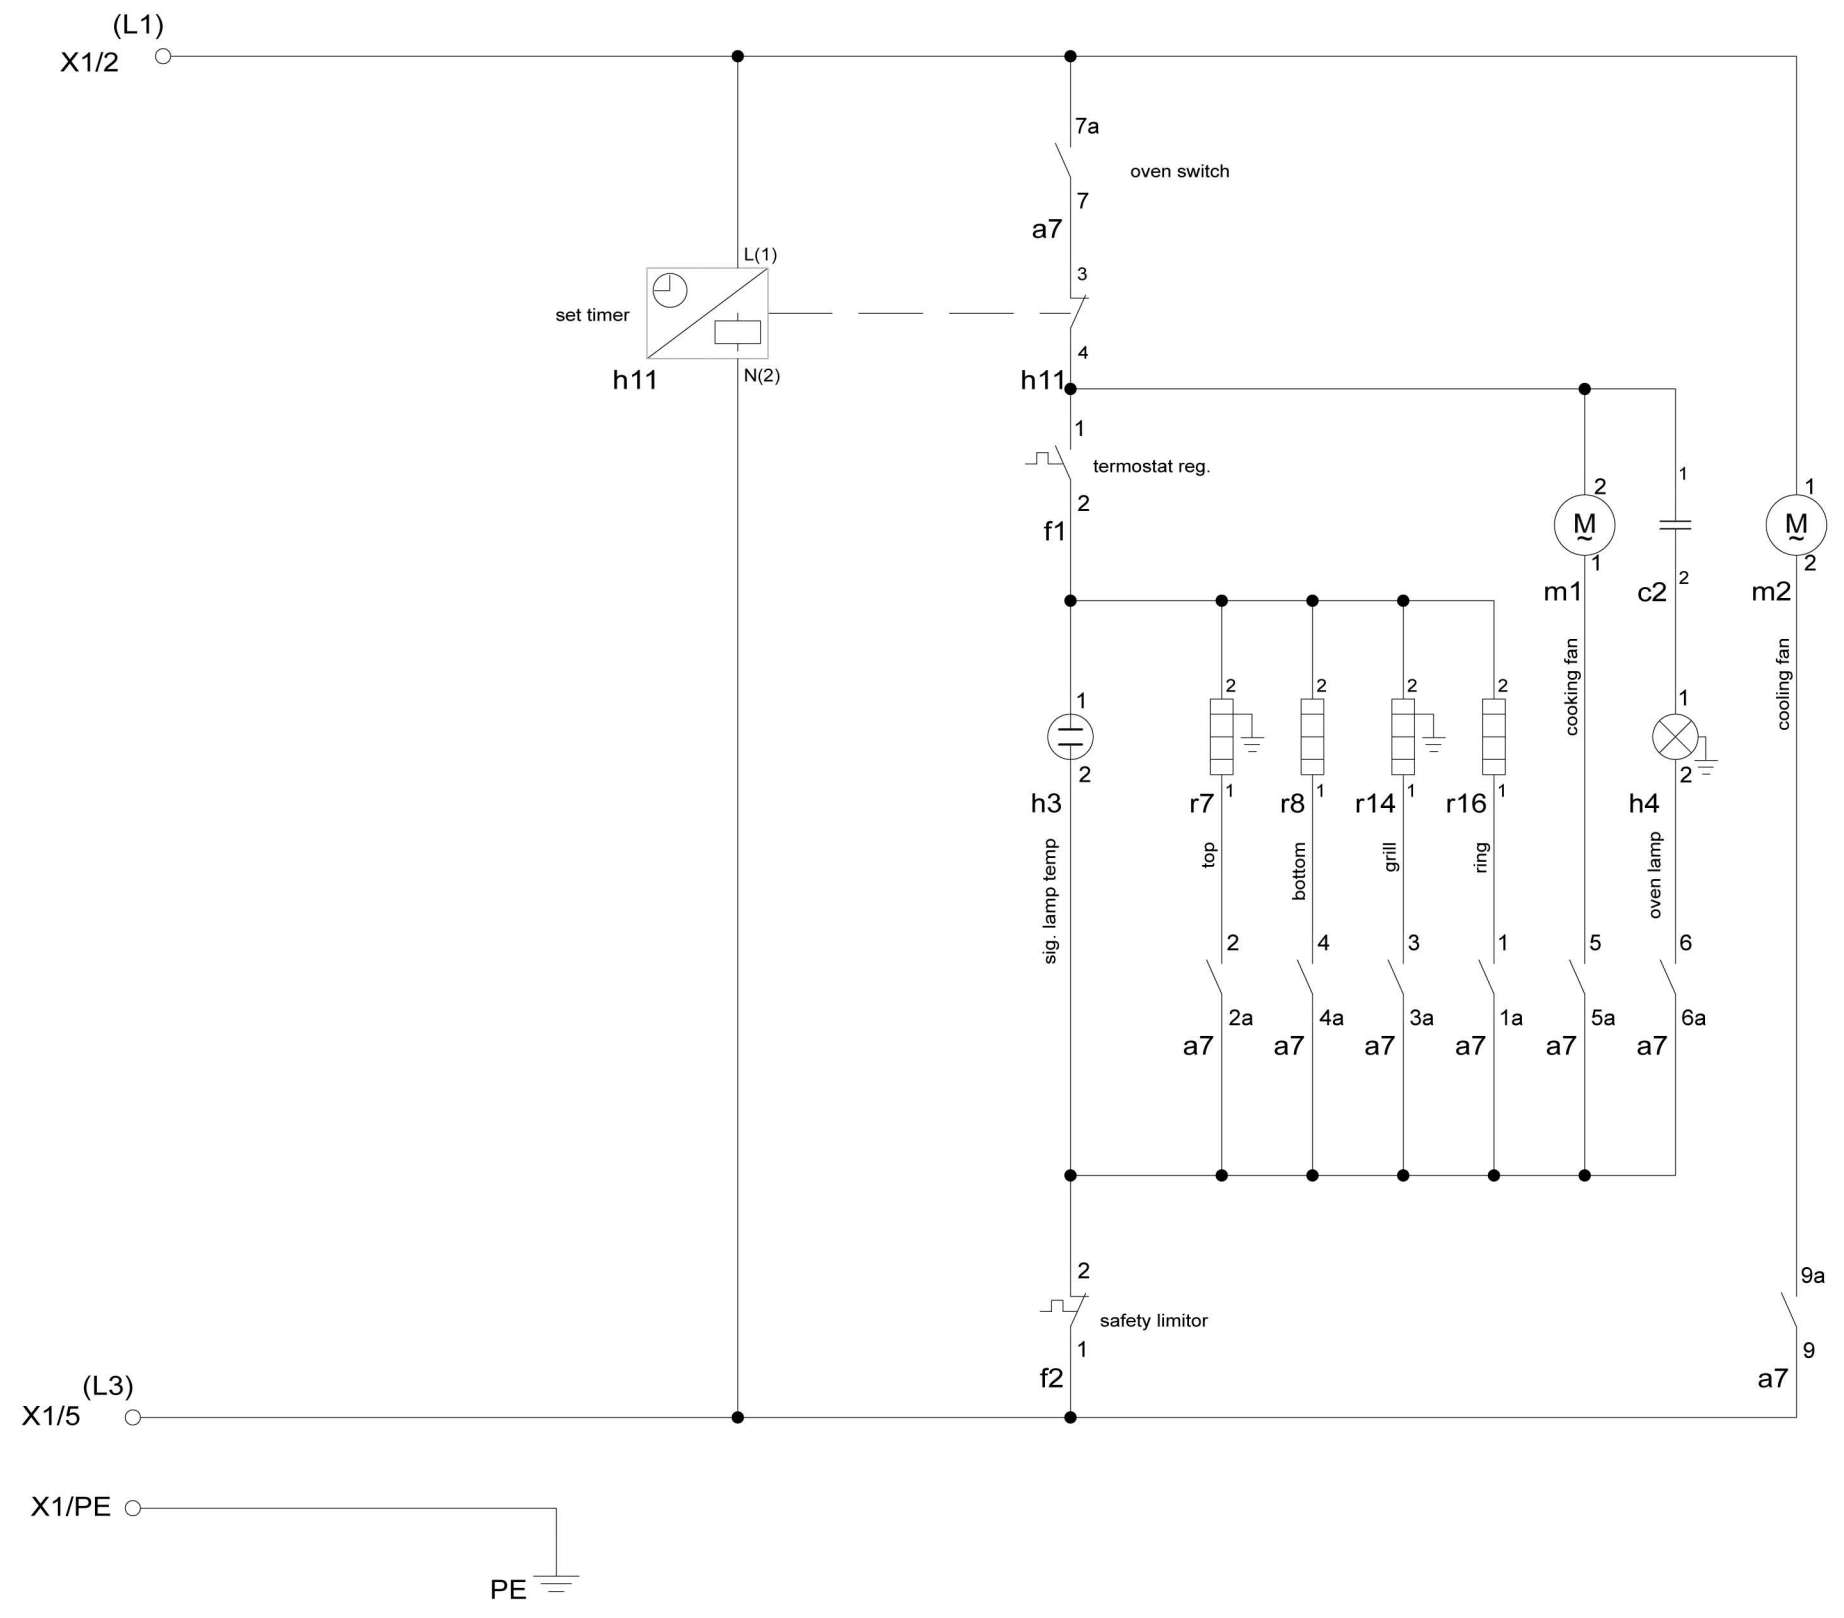 (L1)
X1/2
7a
oven switch
7
a7
L(1)
3
set timer
4
h11
N(2)
h11
1
termostat reg.
2
f1
1
2
M
~
1
m1
2
c2
1
M
~
2
m2
cooking fan
cooling fan
1
2
h3
sig. lamp temp
2
1
r7
top
2
1
r8
bottom
2
1
r14
grill
2
1
r16
ring
1
2
h4
oven lamp
2
4
3
1
5
6
2a
4a
3a
1a
5a
6a
a7
a7
a7
a7
a7
a7
2
safety limitor
1
f2
9a
9
a7
(L3)
X1/5
X1/PE
PE